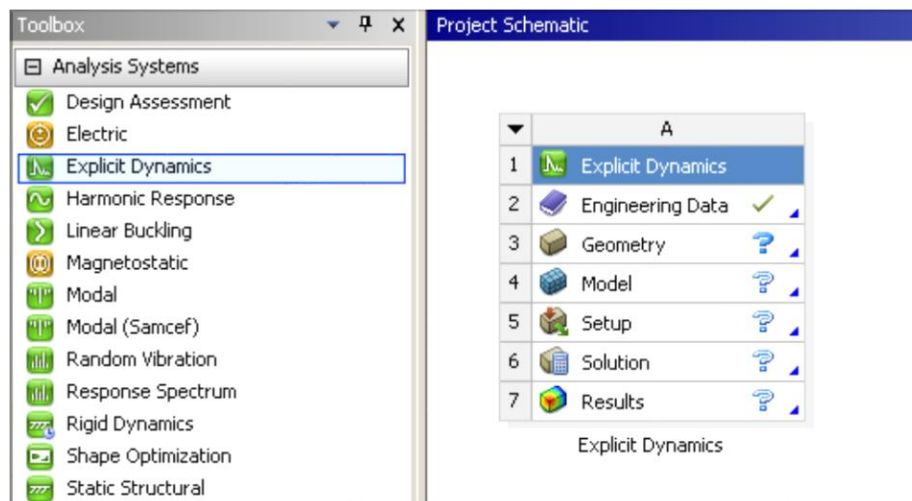 Toolbox
Analysis Systems
Design Assessment
Electric
Explicit Dynamics
Harmonic Response
Linear Buckling
Magnetostatic
Modal
Modal (Samcef)
Random Vibration
Response Spectrum
Rigid Dynamics
Shape Optimization
Static Structural
Project Schematic
A
1 Explicit Dynamics
2 Engineering Data
3 Geometry ?
4 Model ?
5 Setup ?
6 Solution ?
7 Results ?
Explicit Dynamics